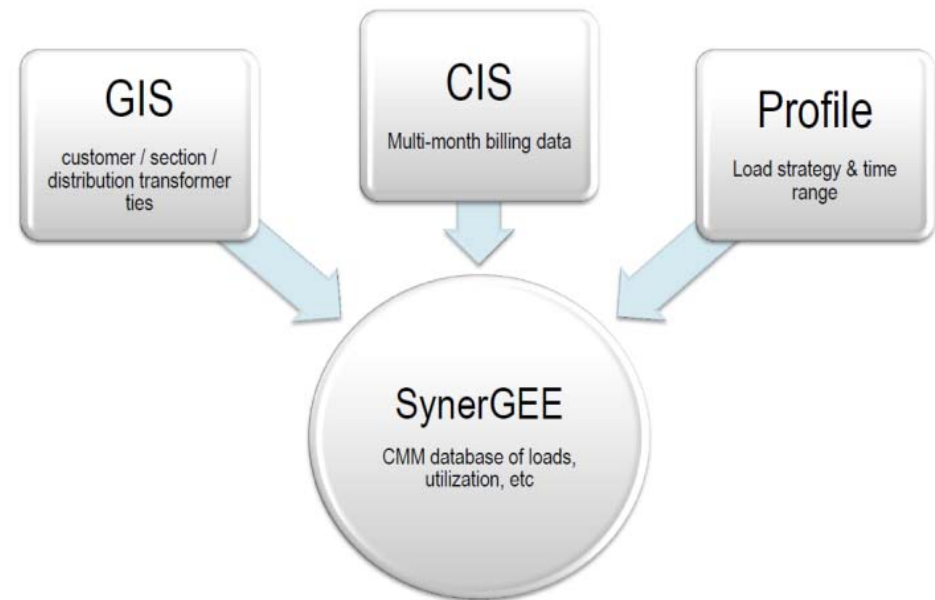 GIS
customer / section /
distribution transformer
ties
CIS
Multi-month billing data
Profile
Load strategy & time
range
SynerGEE
CMM database of loads,
utilization, etc